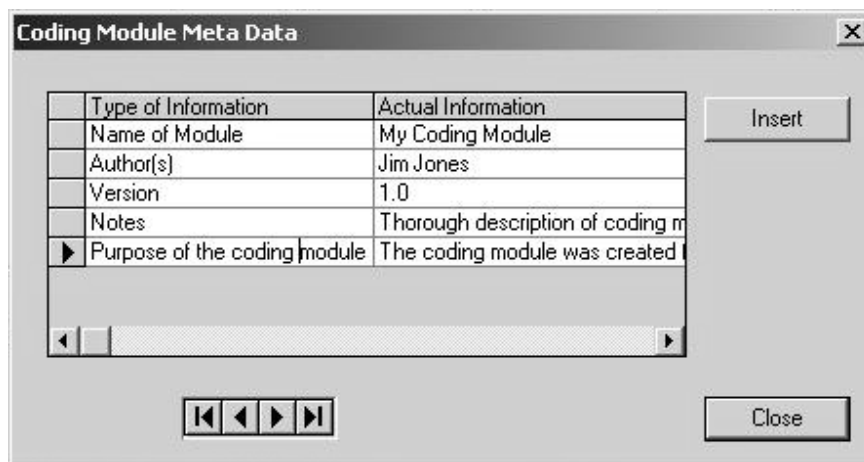 Coding Module Meta Data
Type of Information Actual Information
Name of Module My Coding Module
Author(s) Jim Jones
Version 1.0
Notes Thorough description of coding m
Purpose of the coding module The coding module was created
Insert
Close